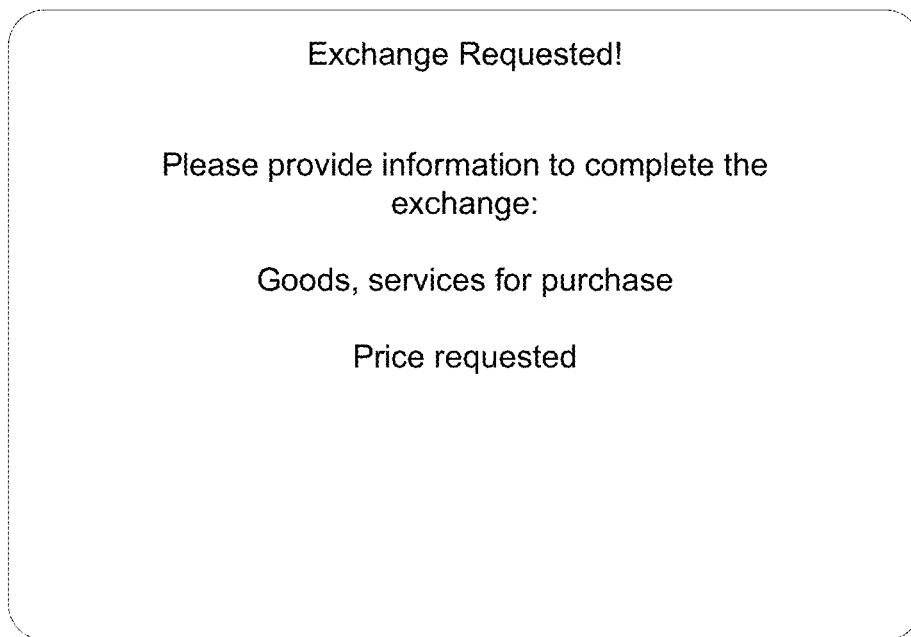 Exchange Requested!
Please provide information to complete the
exchange:
Goods, services for purchase
Price requested